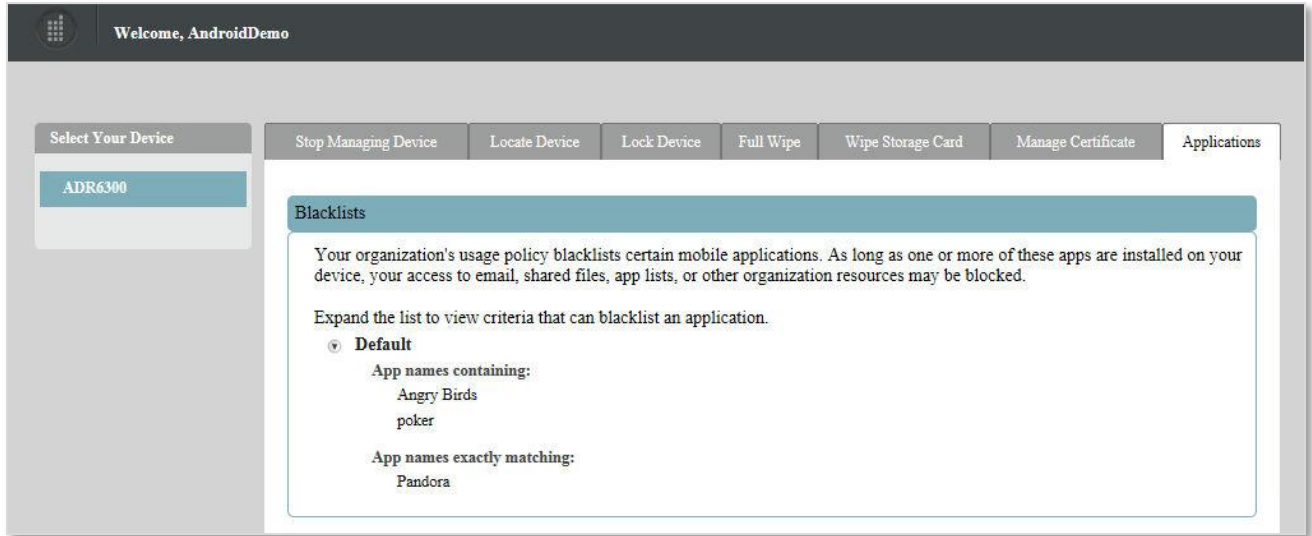 Welcome, AndroidDemo
Select Your Device
ADR6300
Stop Managing Device
Locate Device
Lock Device
Full Wipe
Wipe Storage Card
Manage Certificate
Applications
Blacklists
Your organization's usage policy blacklists certain mobile applications. As long as one or more of these apps are installed on your
device, your access to email, shared files, app lists, or other organization resources may be blocked.
Expand the list to view criteria that can blacklist an application.
Default
App names containing:
Angry Birds
poker
App names exactly matching:
Pandora